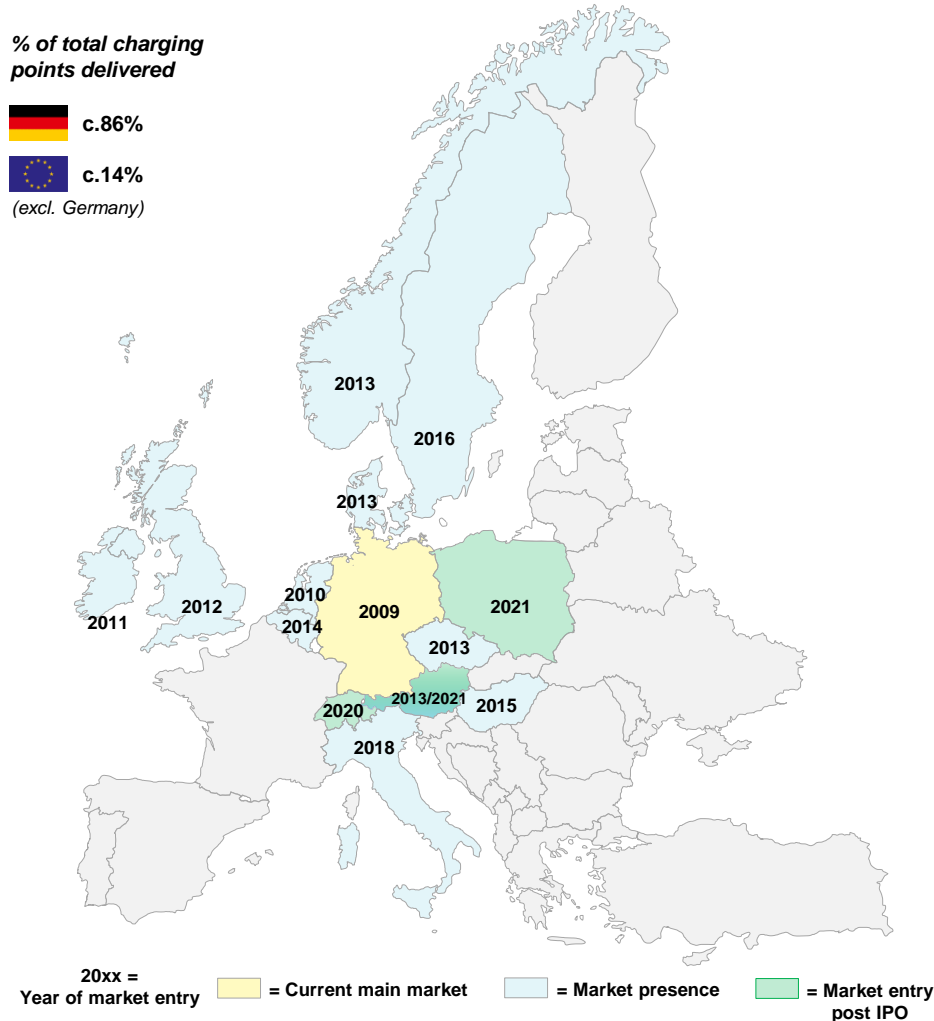 % of total charging
points delivered
c.86%
c.14%
(excl. Germany)
2013
2016
2013
2010
2012
2009
2021
2011
2014
2013
2013/2021
2015
2020
2018
20xx =
Year of market entry
= Current main market
= Market presence
= Market entry
post IPO